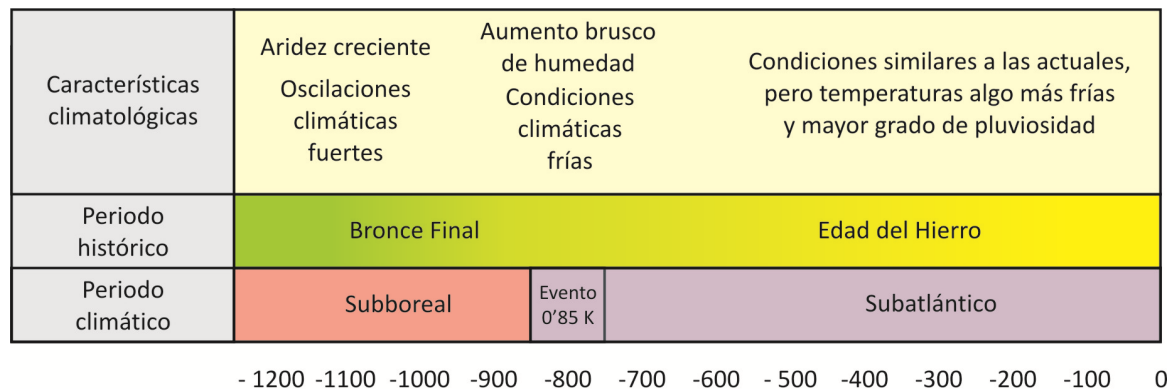 Características
climatológicas
Aridez creciente
Oscilaciones
climáticas
fuertes
Aumento brusco
de humedad
Condiciones
climáticas
frías
Condiciones similares a las actuales,
pero temperaturas algo más frías
y mayor grado de pluviosidad
Periodo
histórico
Bronce Final
Edad del Hierro
Periodo
climático
Subboreal
Evento
0'85 K
Subatlántico
- 1200 -1100 -1000 -900 -800 -700 -600 - 500 -400 -300 -200 -100 0